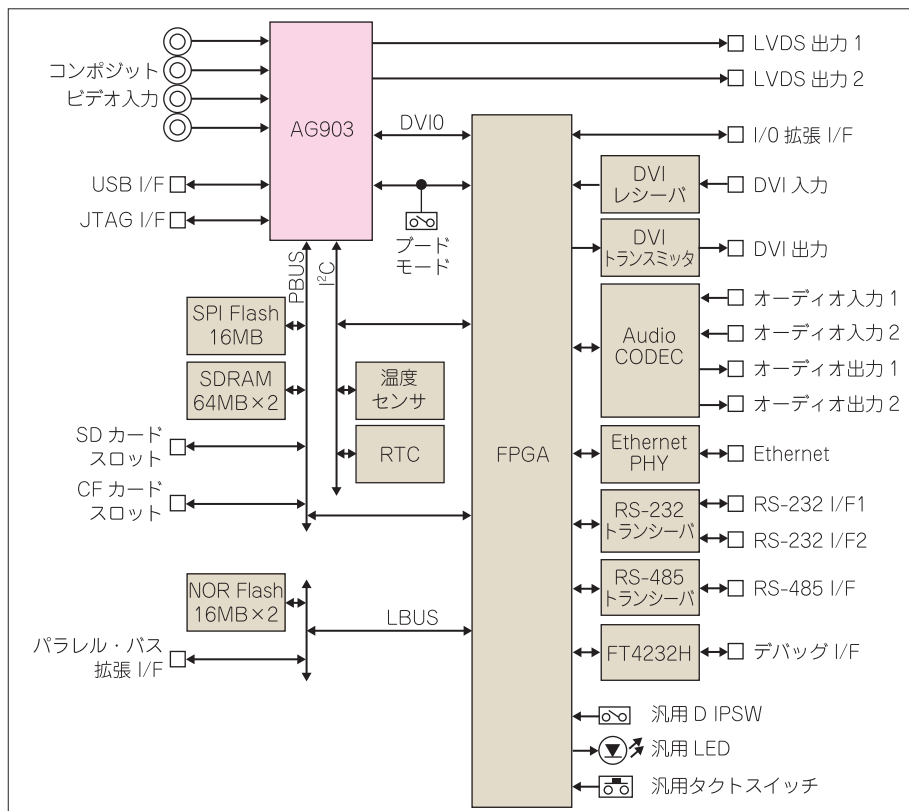 コンポジット
ビデオ入力
USB I/F
JTAG I/F
AG903
LVDS 出力 1
LVDS 出力 2
DVI0
ブード
モード
PBUS
I²C
SPI Flash
16MB
SDRAM
64MB×2
SD カード
スロット
CF カード
スロット
温度
センサ
RTC
NOR Flash
16MB×2
パラレル・バス
拡張 I/F
LBUS
FPGA
I/O 拡張 I/F
DVI
レシーバ
DVI 入力
DVI
トランスミッタ
DVI 出力
Audio
CODEC
オーディオ入力 1
オーディオ入力 2
オーディオ出力 1
オーディオ出力 2
Ethernet
PHY
Ethernet
RS-232
トランシーバ
RS-232 I/F1
RS-232 I/F2
RS-485
トランシーバ
RS-485 I/F
FT4232H
デバッグ I/F
汎用 D IPSW
汎用 LED
汎用タクトスイッチ